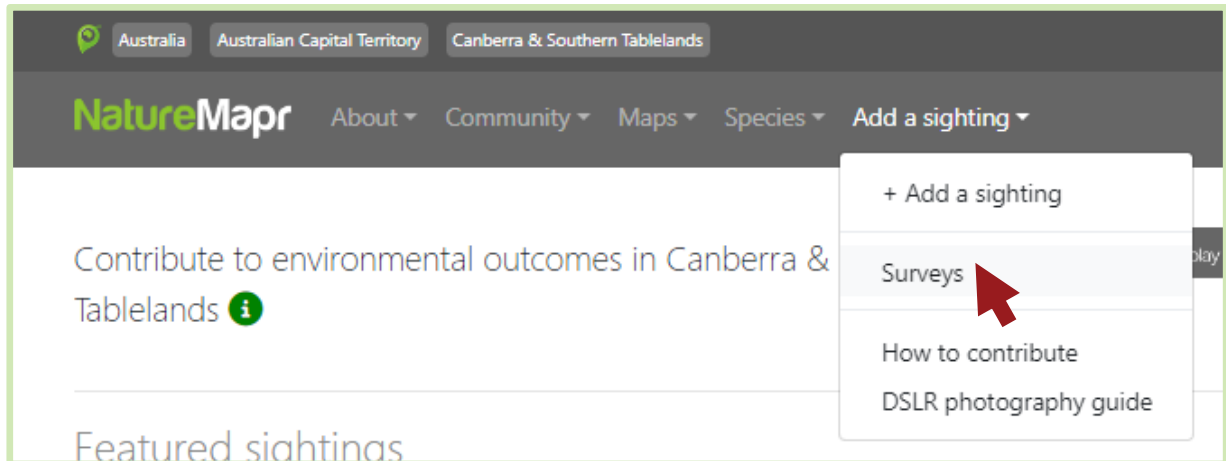 Australia Australian Capital Territory Canberra & Southern Tablelands
NatureMapr About Community Maps Species Add a sighting
+ Add a sighting
Surveys
How to contribute
DSLR photography guide
Contribute to environmental outcomes in Canberra &
Tablelands i
play
Featured sightings